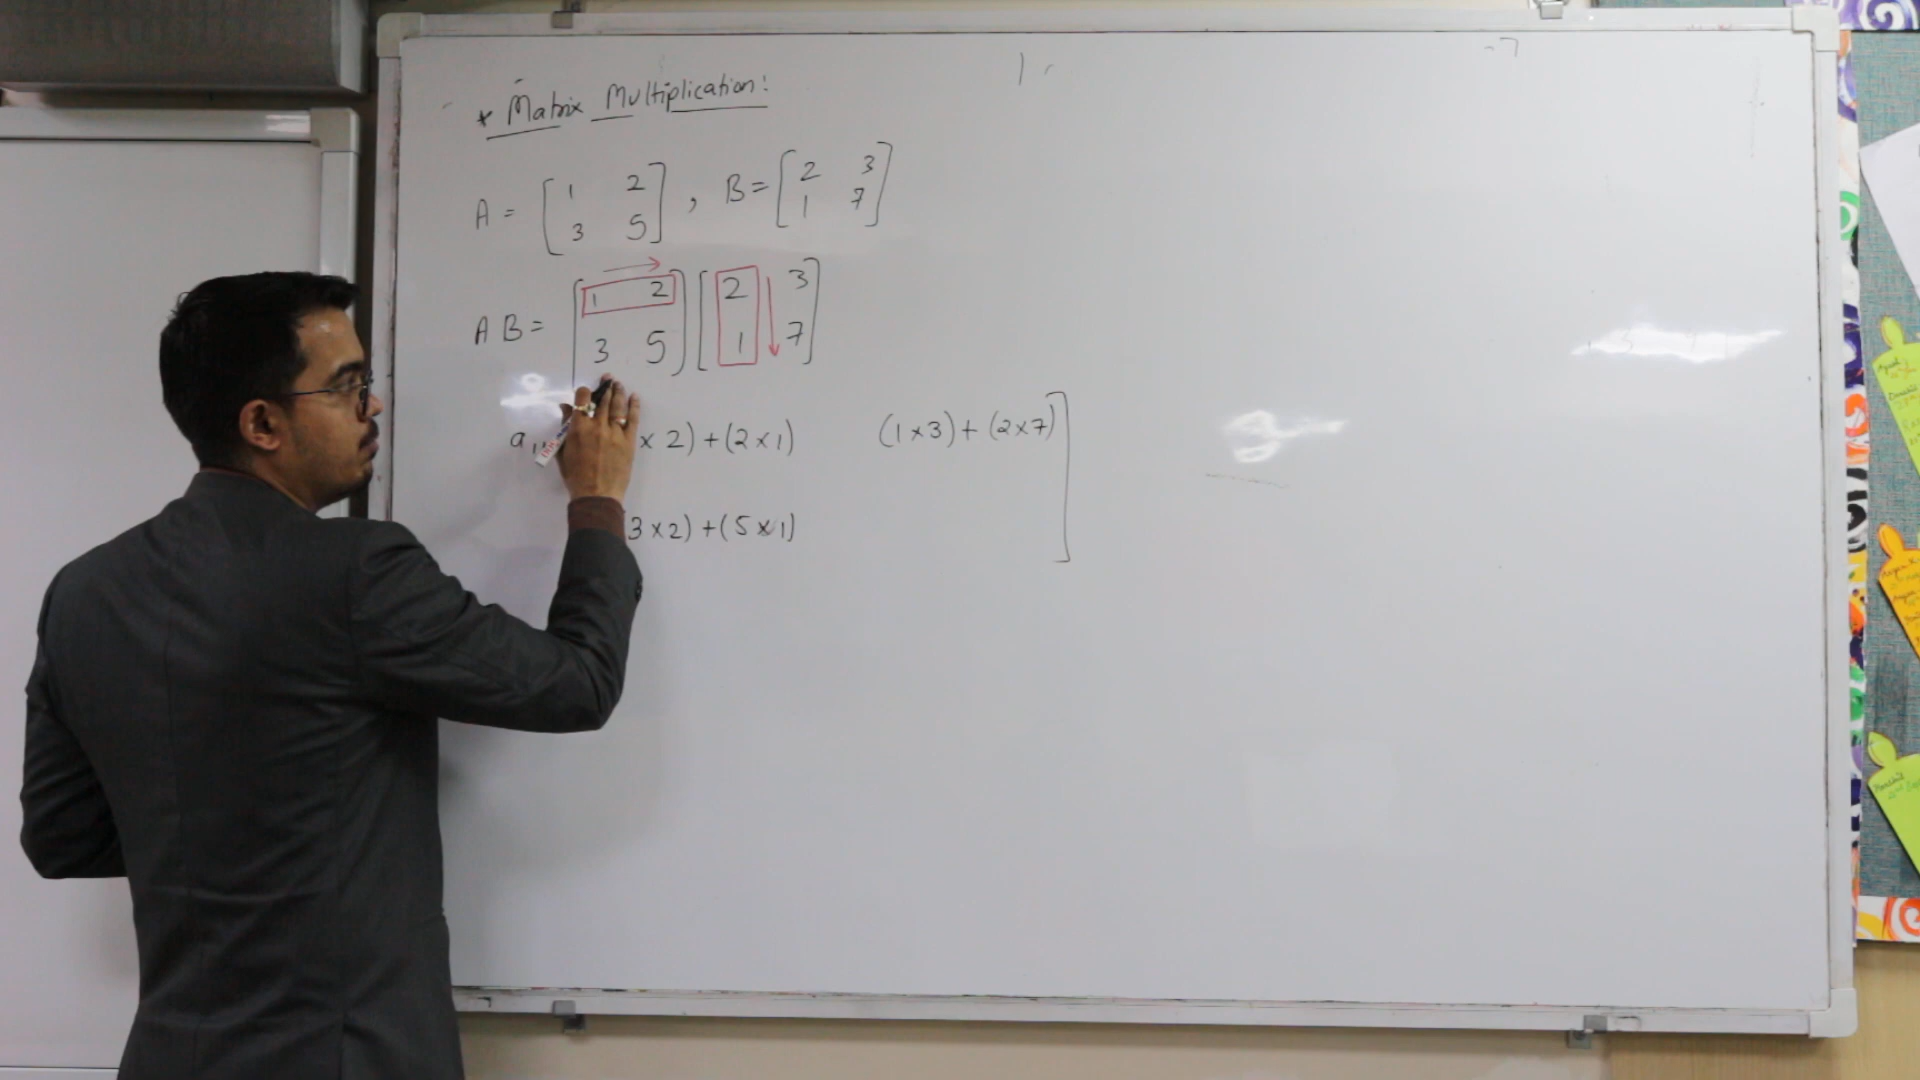 * Matrix Multiplication:
A = [ 1 2 , B = [ 2 3
3 5 ] 1 7 ]
AB = [ 1 2 ] [ 2 3 ]
3 5 1 7
a × 2) + (2 × 1) (1 × 3) + (2 × 7)
3 × 2) + (5 × 1)